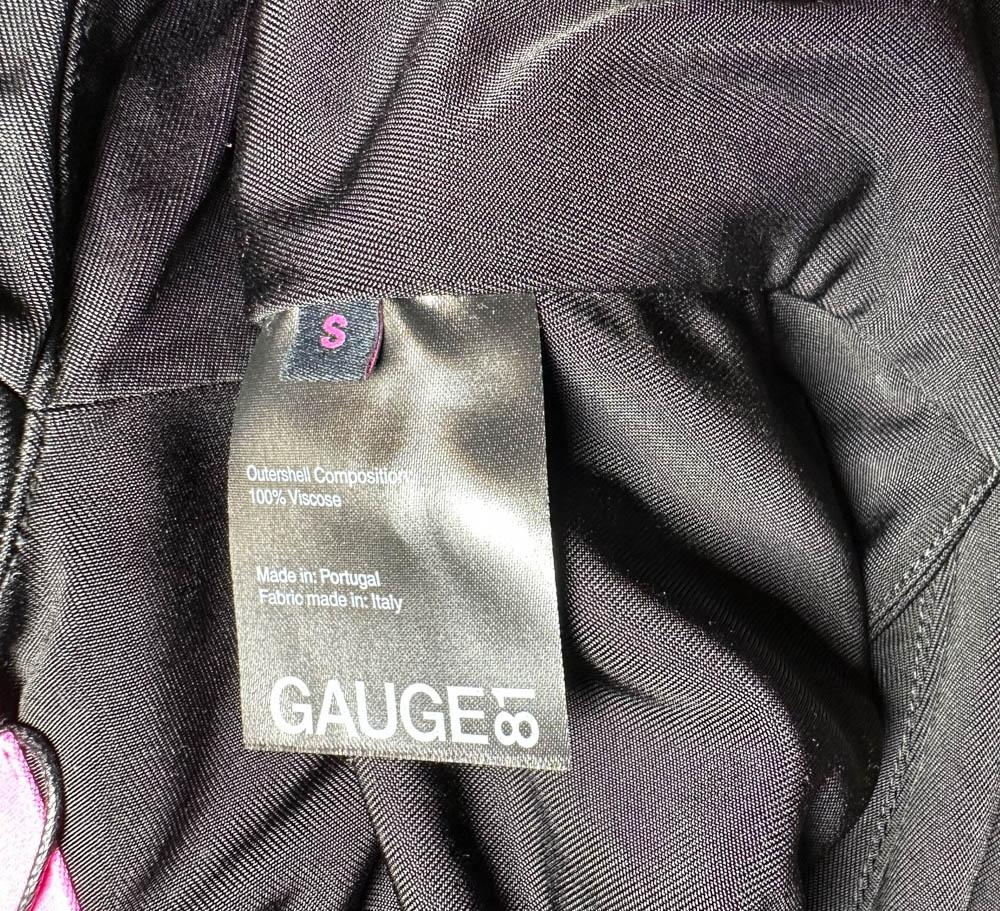 S
Outershell Composition:
100% Viscose
Made in: Portugal
Fabric made in: Italy
GAUGE81